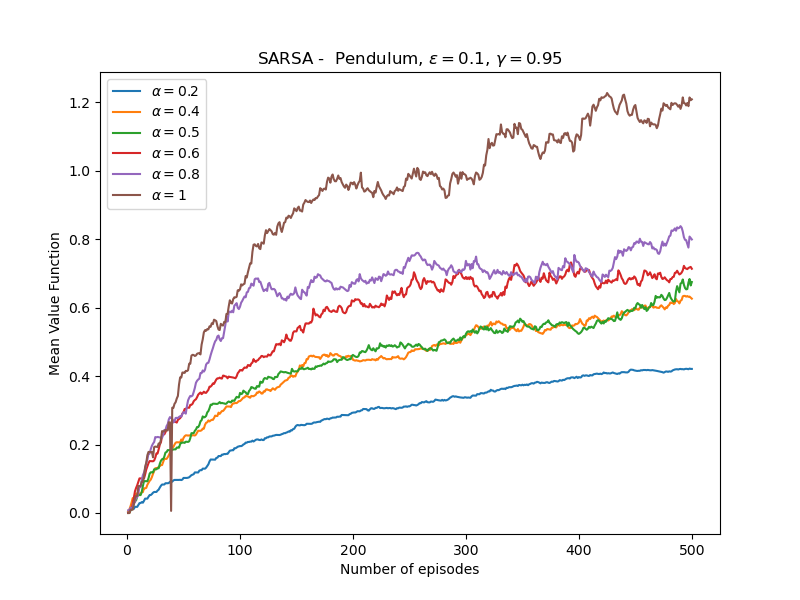 SARSA -  Pendulum, ε = 0.1, γ = 0.95
α = 0.2
α = 0.4
α = 0.5
α = 0.6
α = 0.8
α = 1
Mean Value Function
1.2
1.0
0.8
0.6
0.4
0.2
0.0
0 100 200 300 400 500
Number of episodes